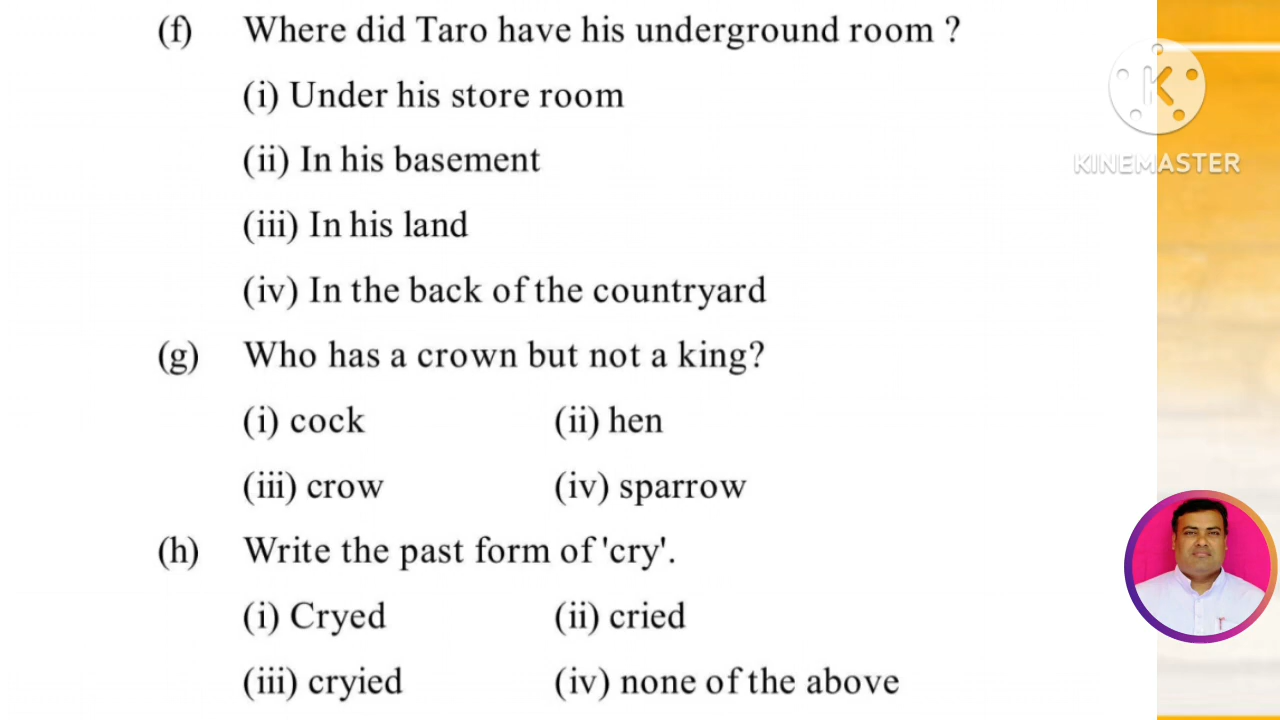 (f) Where did Taro have his underground room ?
(i) Under his store room
(ii) In his basement
(iii) In his land
(iv) In the back of the countryard
(g) Who has a crown but not a king?
(i) cock (ii) hen
(iii) crow (iv) sparrow
(h) Write the past form of 'cry'.
(i) Cryed (ii) cried
(iii) cryied (iv) none of the above
K
KINEMASTER